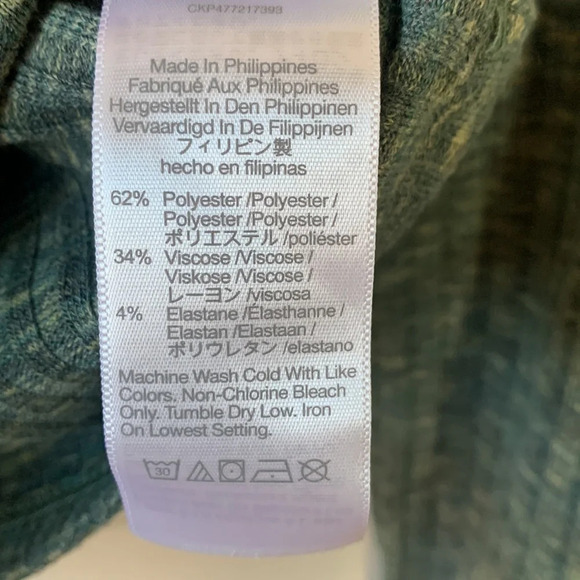 CKP477217393
Made In Philippines
Fabriqué Aux Philippines
Hergestellt In Den Philippinen
Vervaardigd In De Filippijnen
フィリピン製
hecho en filipinas
62% Polyester /Polyester /
Polyester /Polyester /
ポリエステル /poliéster
34% Viscose /Viscose /
Viskose /Viscose /
レーヨン /viscosa
4% Elastane /Élasthanne /
Elastan /Elastaan /
ポリウレタン /elastano
Machine Wash Cold With Like
Colors. Non-Chlorine Bleach
Only. Tumble Dry Low. Iron
On Lowest Setting.
30